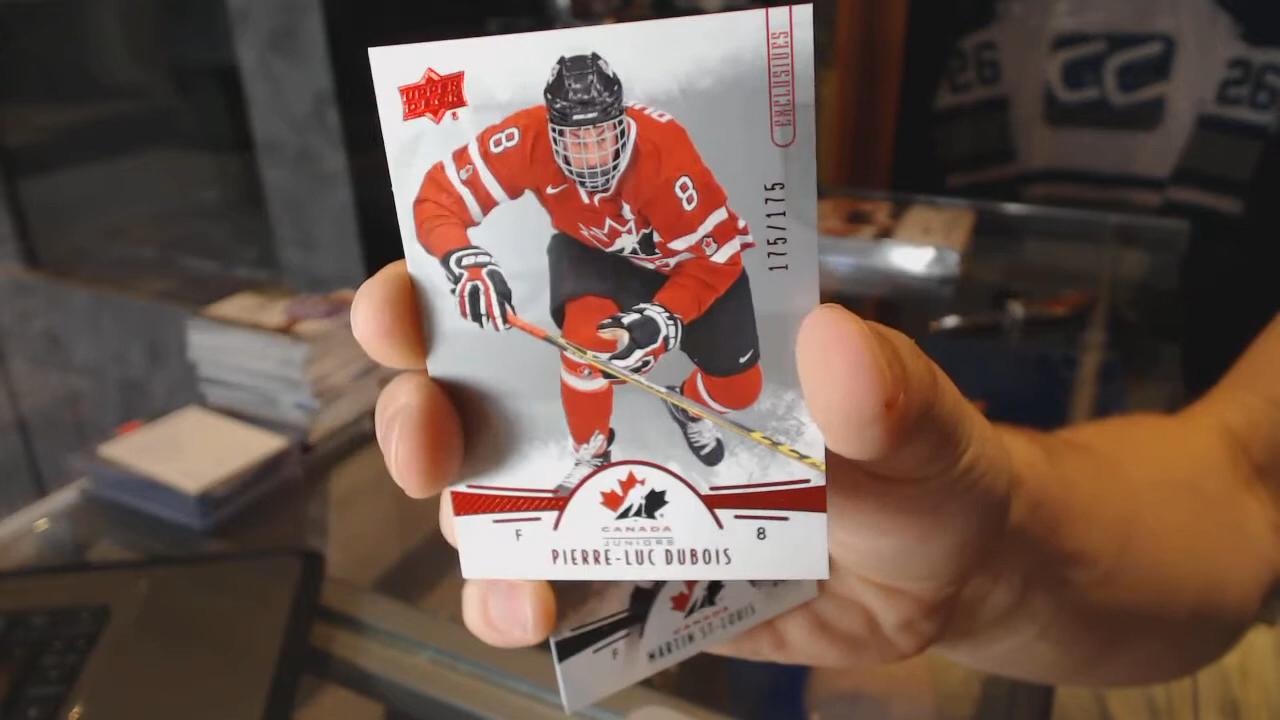 UPPER
DECK
EXCLUSIVES
175/175
8
8
CANADA
JUNIORS
F
8
PIERRE-LUC DUBOIS
CANADA
F
MARTIN ST-LOUIS
26
26